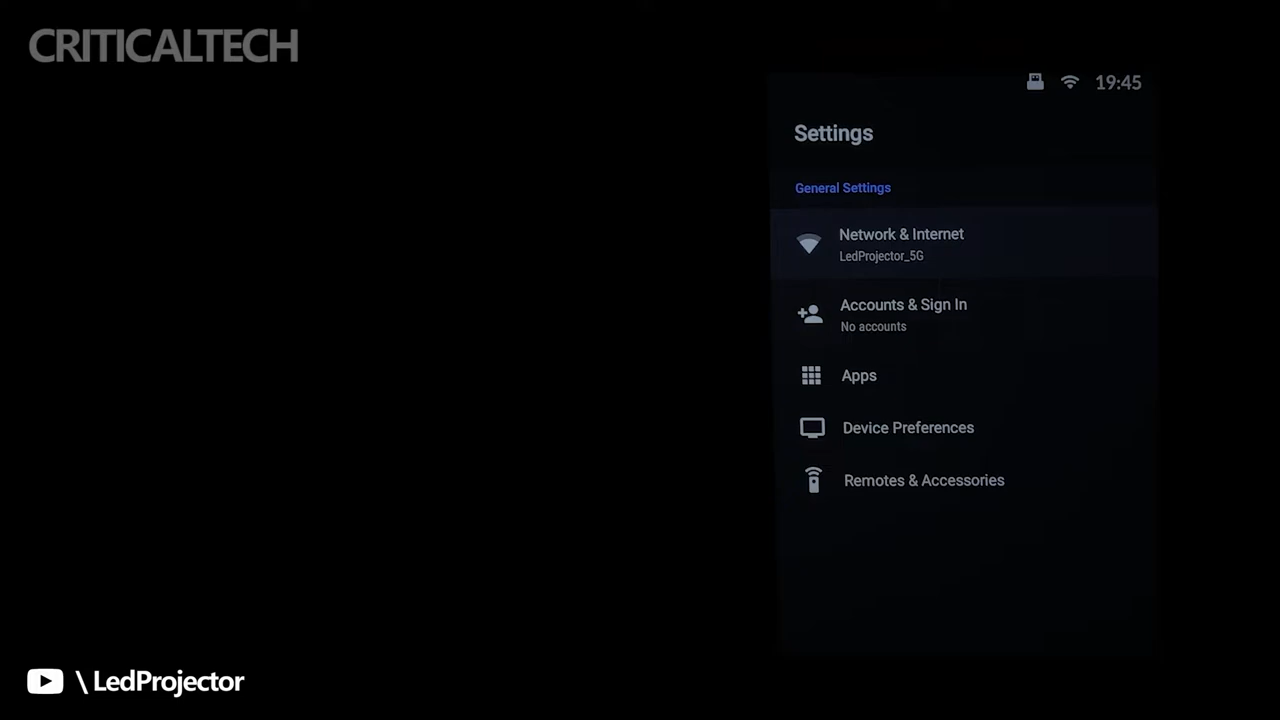 CRITICALTECH
19:45
Settings
General Settings
Network & Internet
LedProjector_5G
Accounts & Sign In
No accounts
Apps
Device Preferences
Remotes & Accessories
\ LedProjector